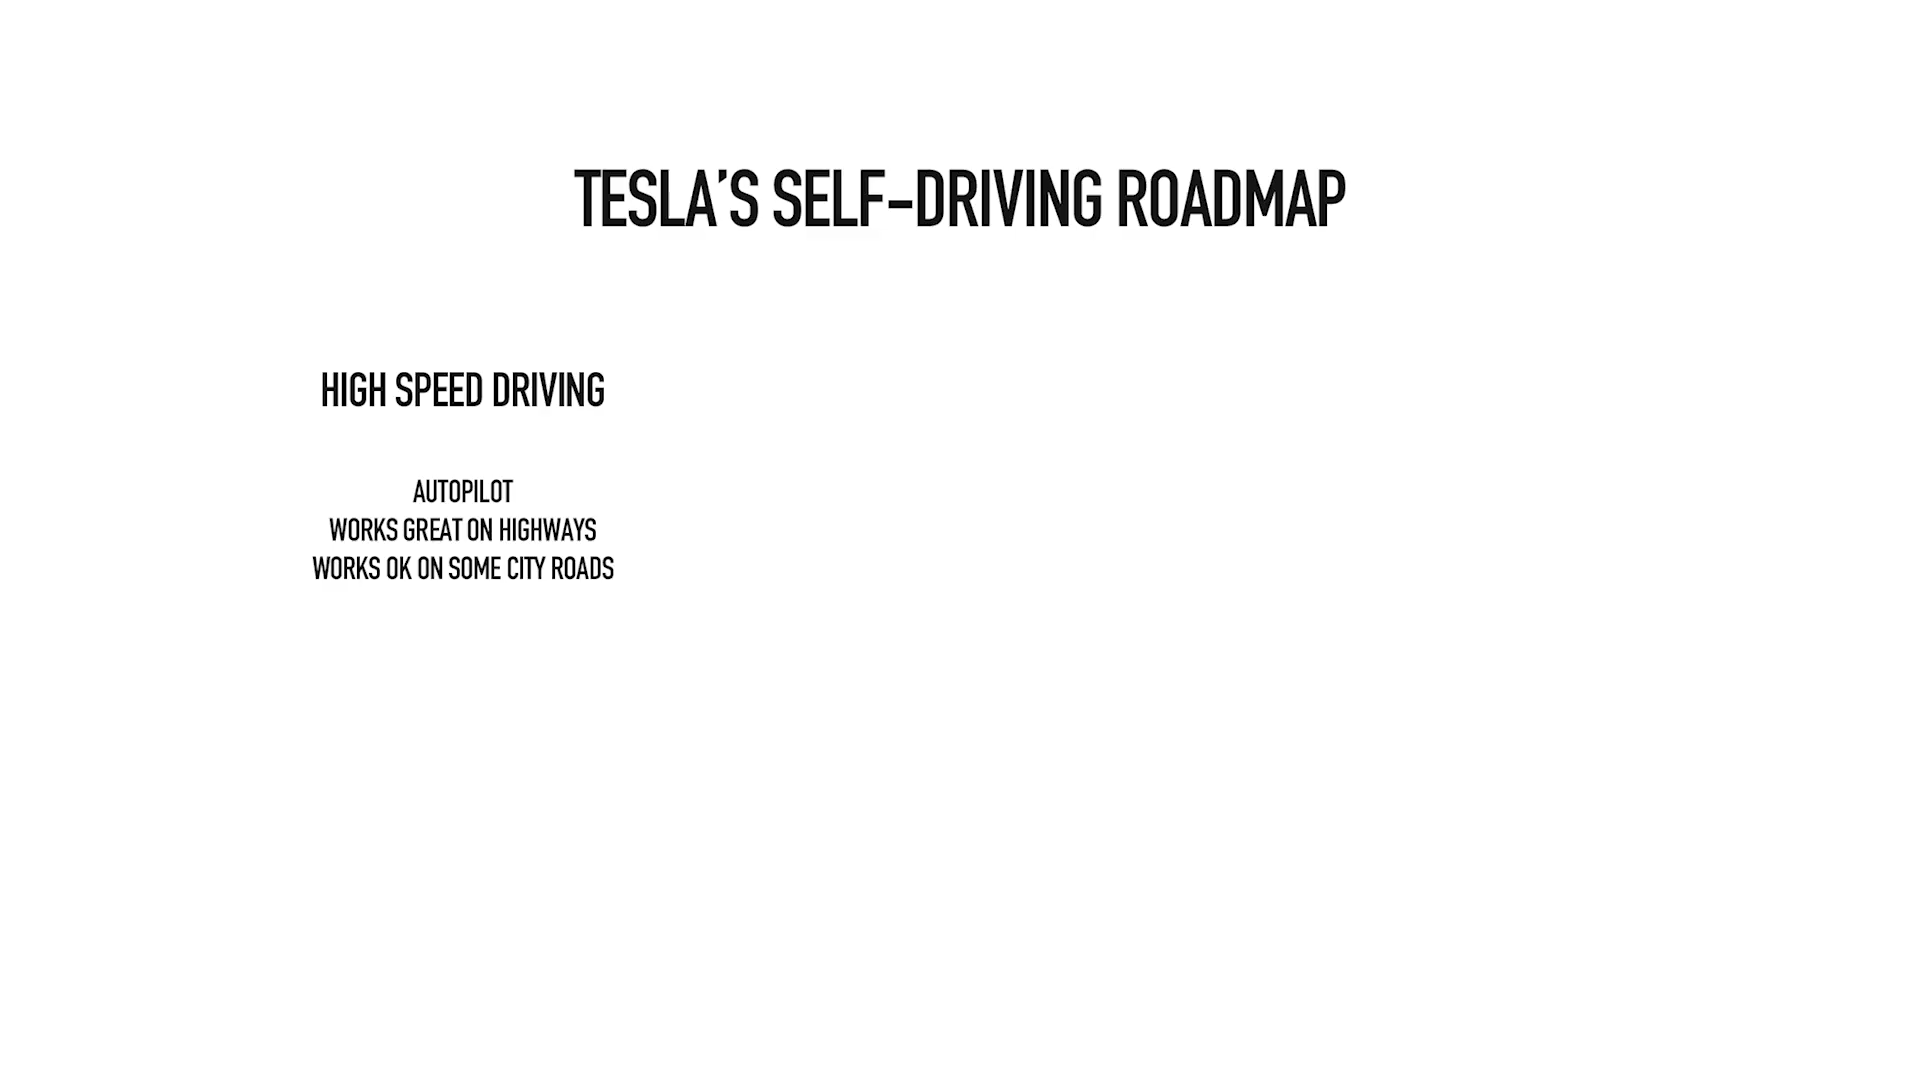 TESLA'S SELF-DRIVING ROADMAP
HIGH SPEED DRIVING
AUTOPILOT
WORKS GREAT ON HIGHWAYS
WORKS OK ON SOME CITY ROADS